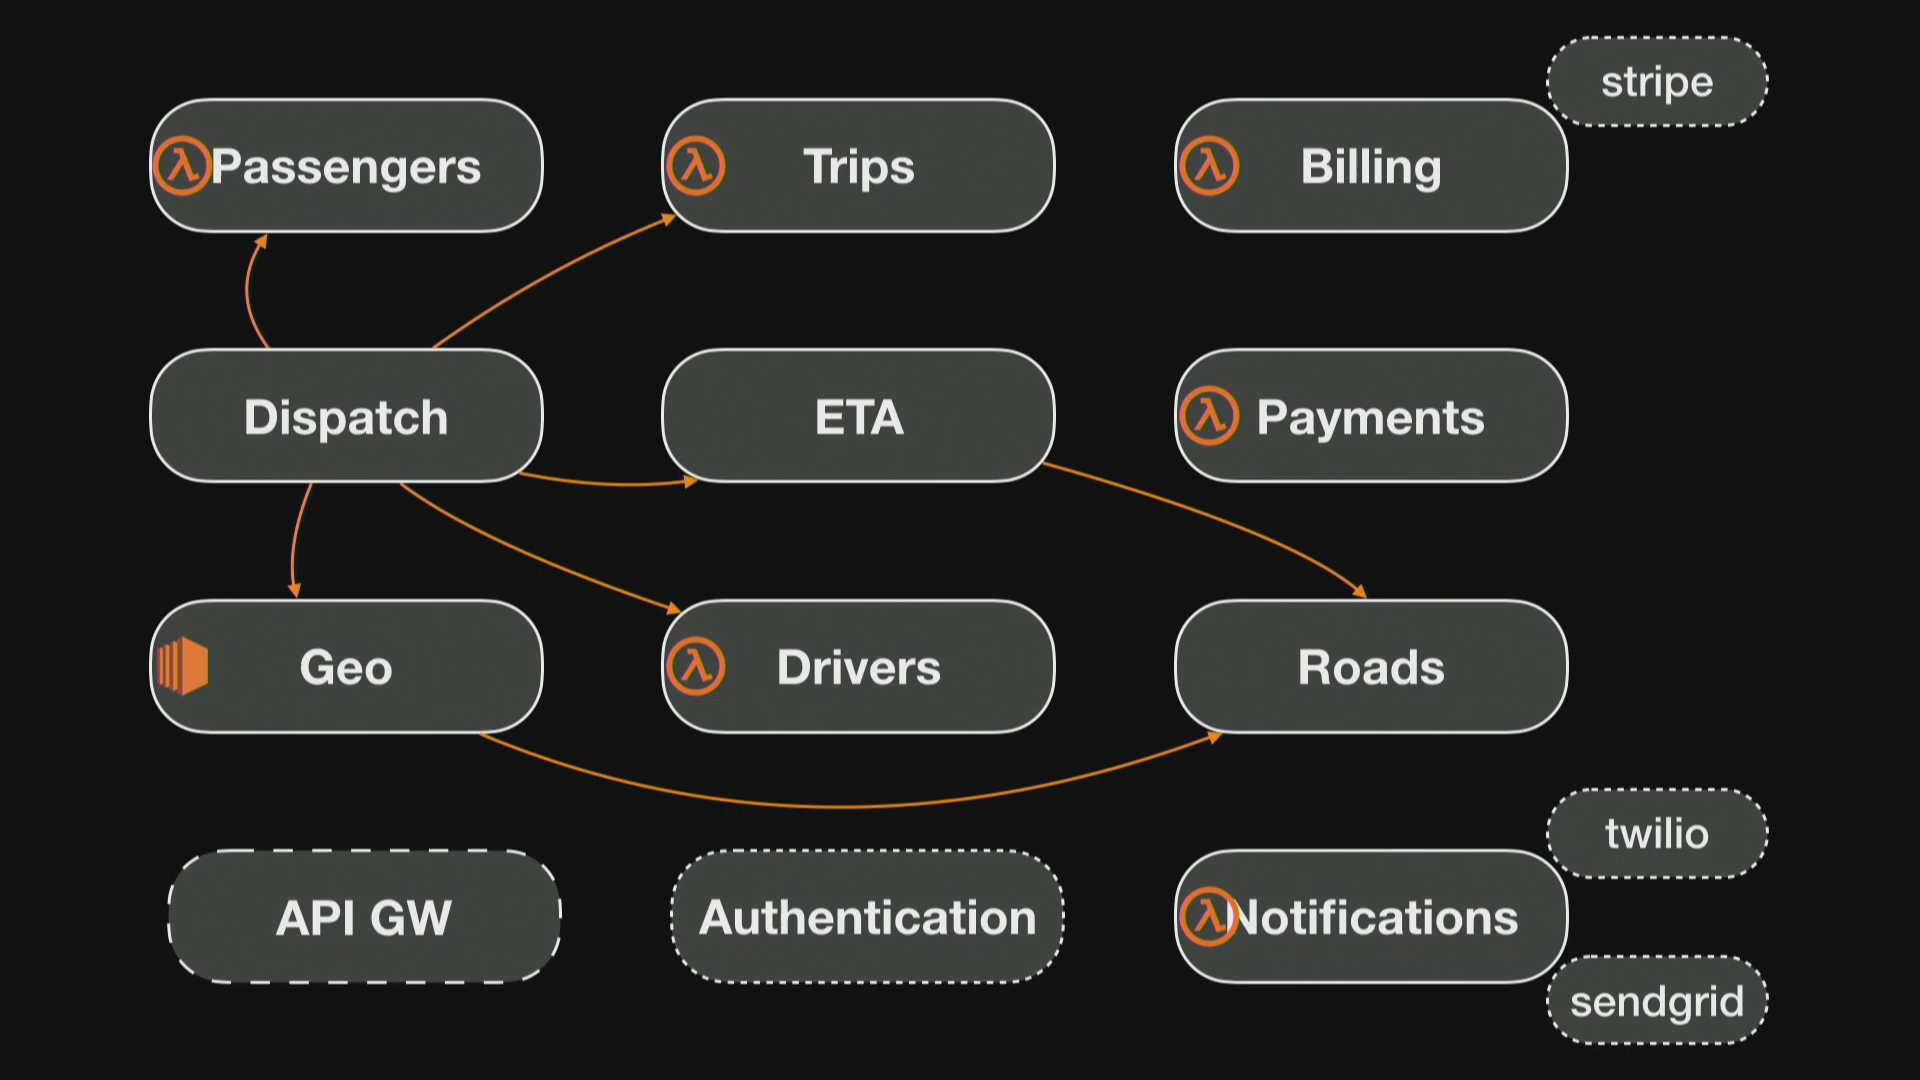 stripe
Passengers
Trips
Billing
Dispatch
ETA
Payments
Geo
Drivers
Roads
twilio
API GW
Authentication
Notifications
sendgrid